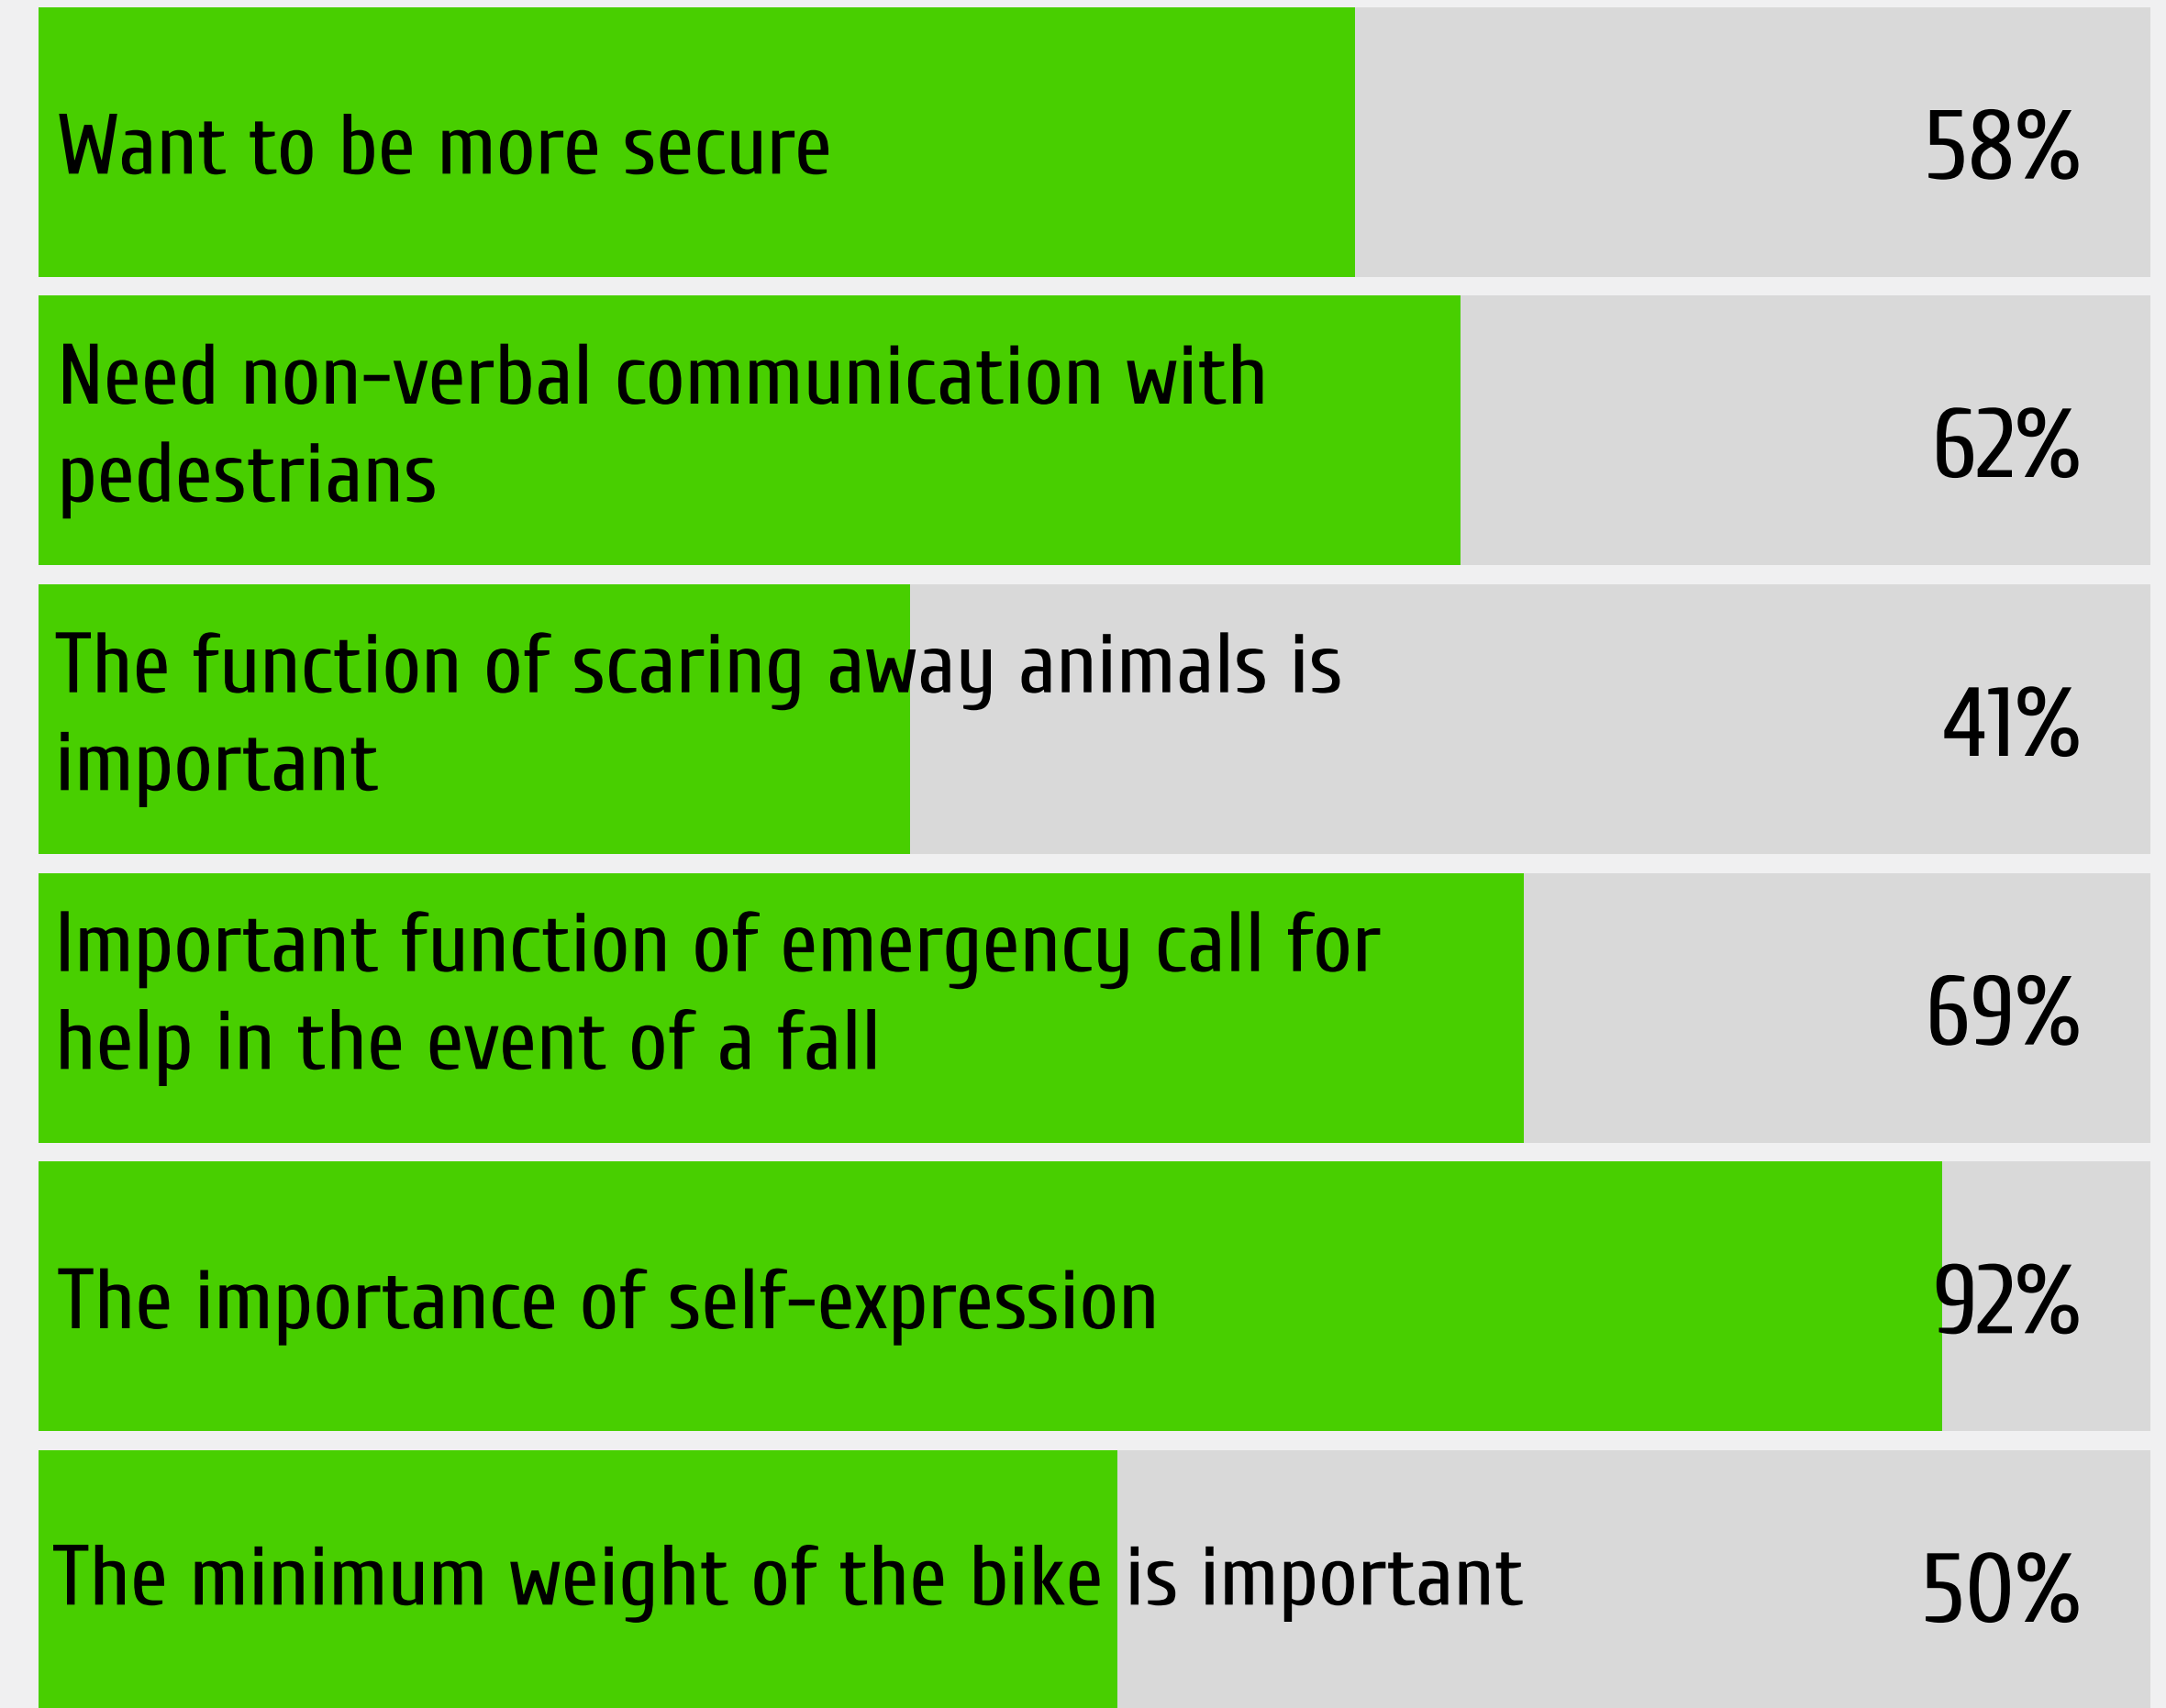 Want to be more secure
58%
Need non-verbal communication with
pedestrians
62%
The function of scaring away animals is
important
41%
Important function of emergency call for
help in the event of a fall
69%
The importance of self-expression
92%
The minimum weight of the bike is important
50%